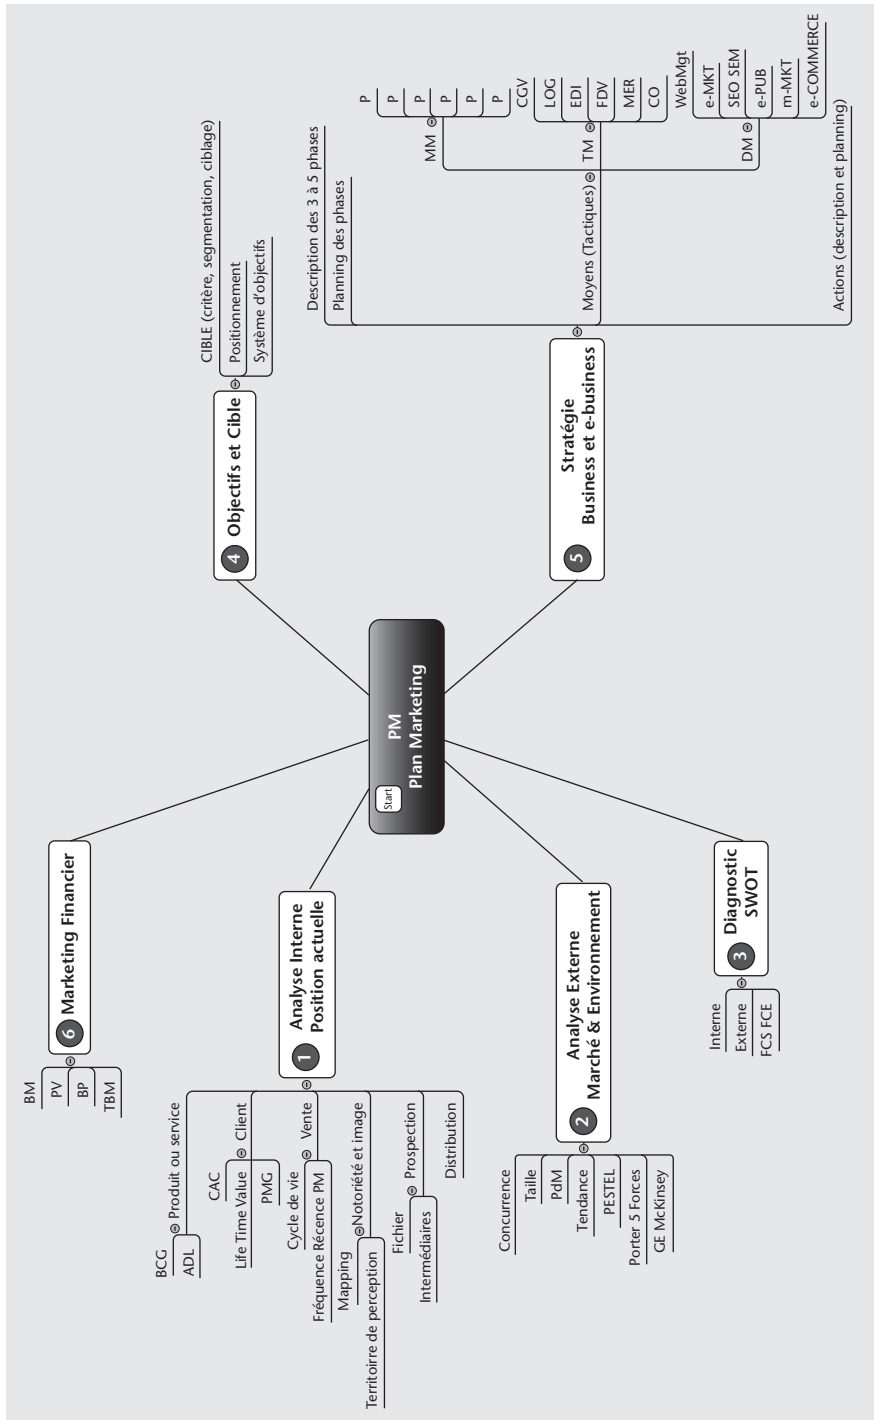 PM
Plan Marketing
Start
1
Analyse Interne
Position actuelle
Produit ou service
BCG
ADL
Client
CAC
Life Time Value
PMG
Vente
Cycle de vie
Fréquence Récence PM
Notoriété et image
Mapping
Territoirre de perception
Prospection
Fichier
Intermédiaires
Distribution
2
Analyse Externe
Marché & Environnement
Concurrence
Taille
PdM
Tendance
PESTEL
Porter 5 Forces
GE McKinsey
3
Diagnostic
SWOT
Interne
Externe
FCS FCE
4
Objectifs et Cible
CIBLE (critère, segmentation, ciblage)
Positionnement
Système d'objectifs
5
Stratégie
Business et e-business
Description des 3 à 5 phases
Planning des phases
Moyens (Tactiques)
MM
P
P
P
P
P
P
TM
CGV
LOG
EDI
FDV
MER
CO
DM
WebMgt
e-MKT
SEO SEM
e-PUB
m-MKT
e-COMMERCE
Actions (description et planning)
6
Marketing Financier
BM
PV
BP
TBM